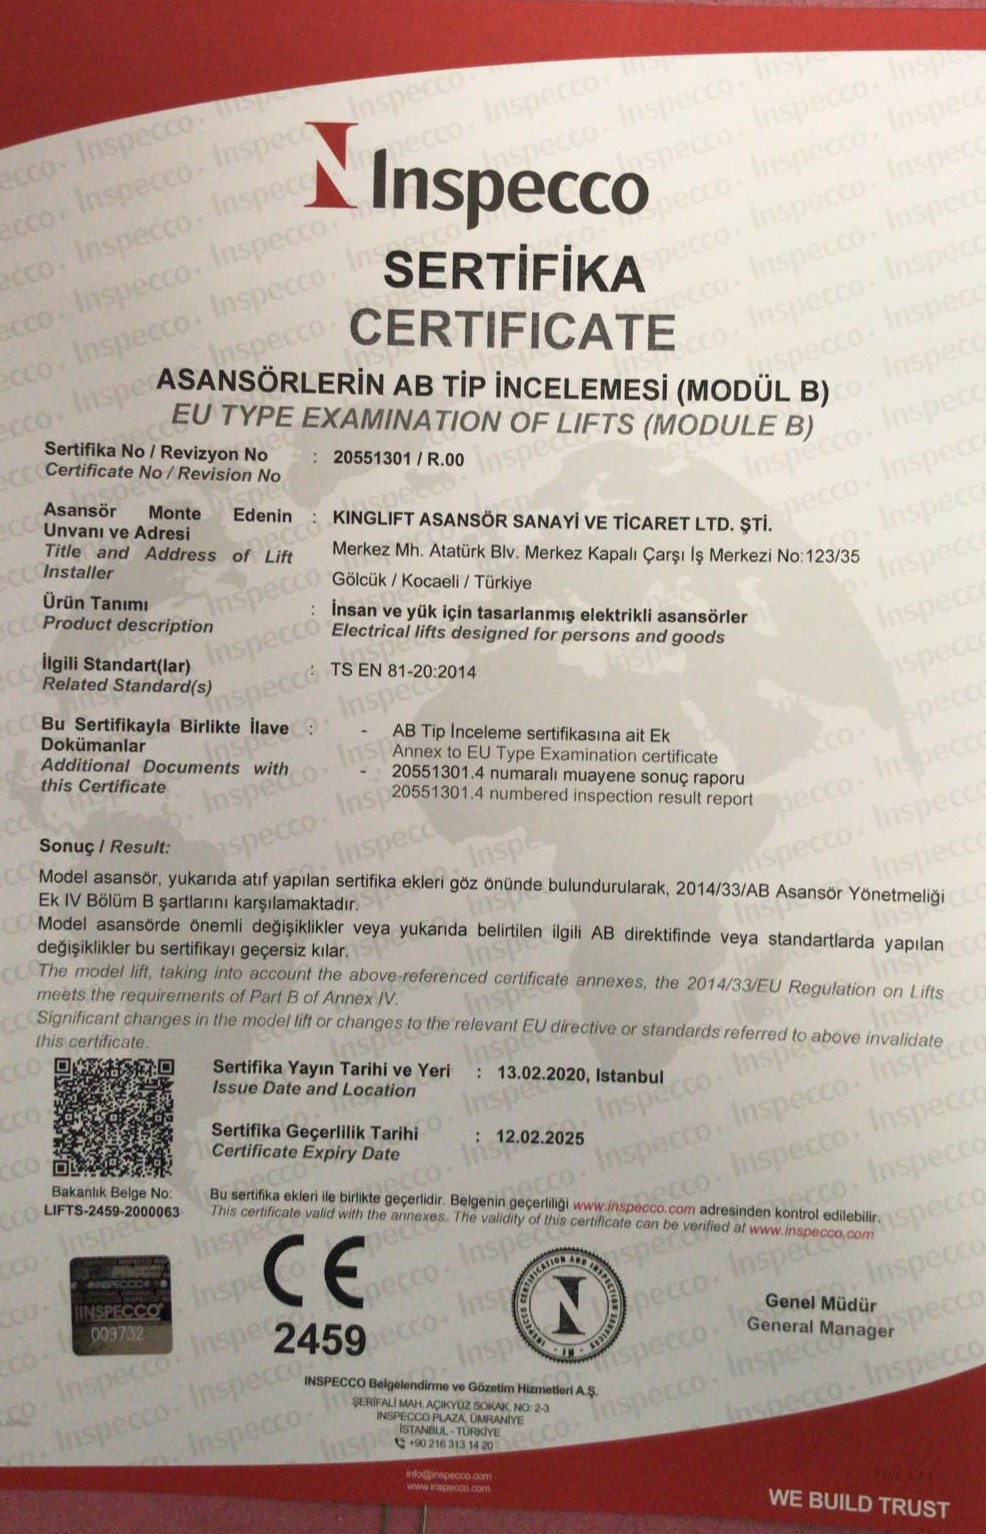 Inspecco
SERTİFİKA
CERTIFICATE
ASANSÖRLERİN AB TİP İNCELEMESİ (MODÜL B)
EU TYPE EXAMINATION OF LIFTS (MODULE B)
Sertifika No / Revizyon No : 20551301 / R.00
Certificate No / Revision No
Asansör Monte Edenin : KINGLIFT ASANSÖR SANAYİ VE TİCARET LTD. ŞTİ.
Unvanı ve Adresi
Title and Address of Lift Merkez Mh. Atatürk Blv. Merkez Kapalı Çarşı İş Merkezi No:123/35
Installer Gölcük / Kocaeli / Türkiye
Ürün Tanımı : İnsan ve yük için tasarlanmış elektrikli asansörler
Product description Electrical lifts designed for persons and goods
İlgili Standart(lar) : TS EN 81-20:2014
Related Standard(s)
Bu Sertifikayla Birlikte İlave : - AB Tip İnceleme sertifikasına ait Ek
Dokümanlar Annex to EU Type Examination certificate
Additional Documents with - 20551301.4 numaralı muayene sonuç raporu
this Certificate 20551301.4 numbered inspection result report
Sonuç / Result:
Model asansör, yukarıda atıf yapılan sertifika ekleri göz önünde bulundurularak, 2014/33/AB Asansör Yönetmeliği
Ek IV Bölüm B şartlarını karşılamaktadır.
Model asansörde önemli değişiklikler veya yukarıda belirtilen ilgili AB direktifinde veya standartlarda yapılan
değişiklikler bu sertifikayı geçersiz kılar.
The model lift, taking into account the above-referenced certificate annexes, the 2014/33/EU Regulation on Lifts
meets the requirements of Part B of Annex IV.
Significant changes in the model lift or changes to the relevant EU directive or standards referred to above invalidate
this certificate.
Sertifika Yayın Tarihi ve Yeri : 13.02.2020, Istanbul
Issue Date and Location
Sertifika Geçerlilik Tarihi : 12.02.2025
Certificate Expiry Date
Bakanlık Belge No:
LIFTS-2459-2000063
Bu sertifika ekleri ile birlikte geçerlidir. Belgenin geçerliliği www.inspecco.com adresinden kontrol edilebilir.
This certificate valid with the annexes. The validity of this certificate can be verified at www.inspecco.com
INSPECCO
009732
CE
2459
INSPECCO CERTIFICATION AND INSPECTION SERVICES
Genel Müdür
General Manager
INSPECCO Belgelendirme ve Gözetim Hizmetleri A.Ş.
ŞERİFALİ MAH. AÇIKYÜZ SOKAK. NO: 2-3
INSPECCO PLAZA, ÜMRANİYE
İSTANBUL - TÜRKİYE
+90 216 313 14 20
info@inspecco.com
www.inspecco.com
WE BUILD TRUST